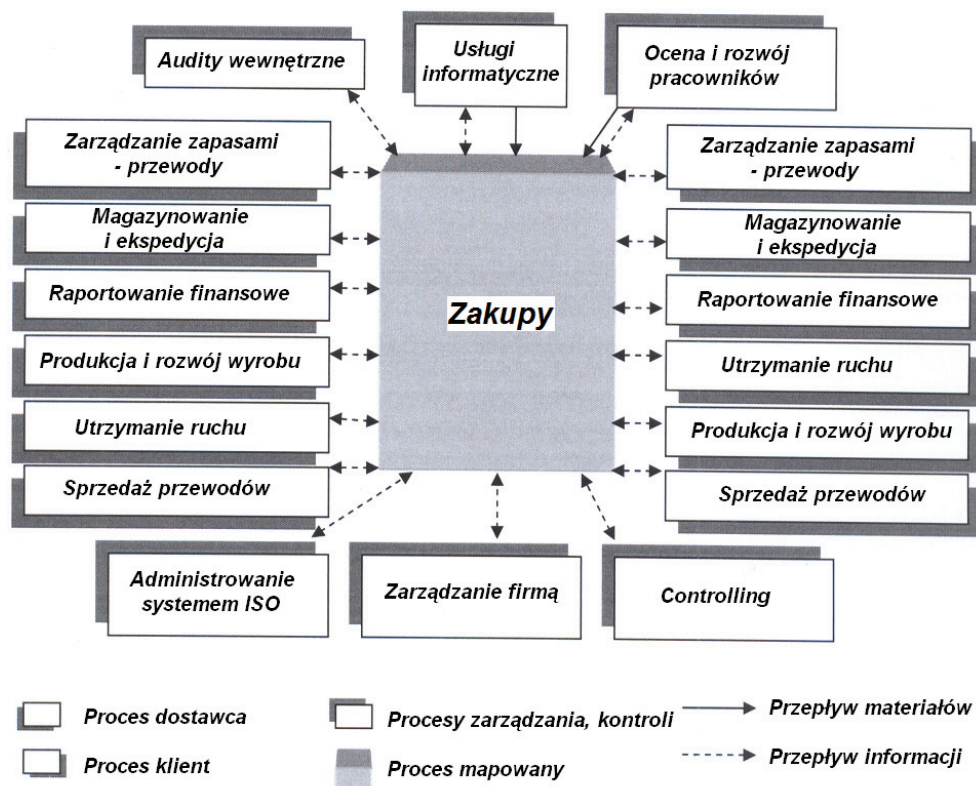 Audity wewnętrzne
Usługi
informatyczne
Ocena i rozwój
pracowników
Zarządzanie zapasami
- przewody
Magazynowanie
i ekspedycja
Raportowanie finansowe
Produkcja i rozwój wyrobu
Utrzymanie ruchu
Sprzedaż przewodów
Zakupy
Zarządzanie zapasami
- przewody
Magazynowanie
i ekspedycja
Raportowanie finansowe
Utrzymanie ruchu
Produkcja i rozwój wyrobu
Sprzedaż przewodów
Administrowanie
systemem ISO
Zarządzanie firmą
Controlling
Proces dostawca
Procesy zarządzania, kontroli
Przepływ materiałów
Proces klient
Proces mapowany
Przepływ informacji